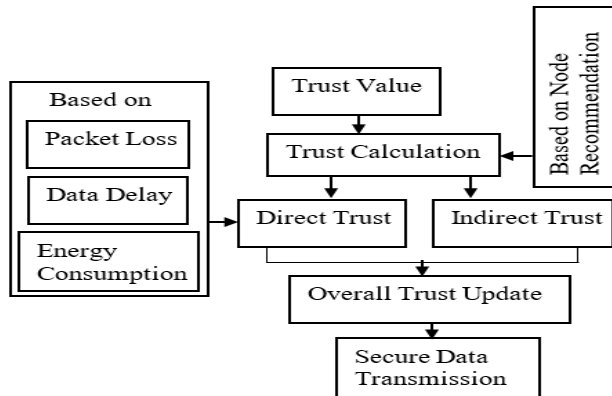 Trust Value
Based on
Packet Loss
Data Delay
Energy
Consumption
Trust Calculation
Based on Node
Recommendation
Direct Trust
Indirect Trust
Overall Trust Update
Secure Data
Transmission